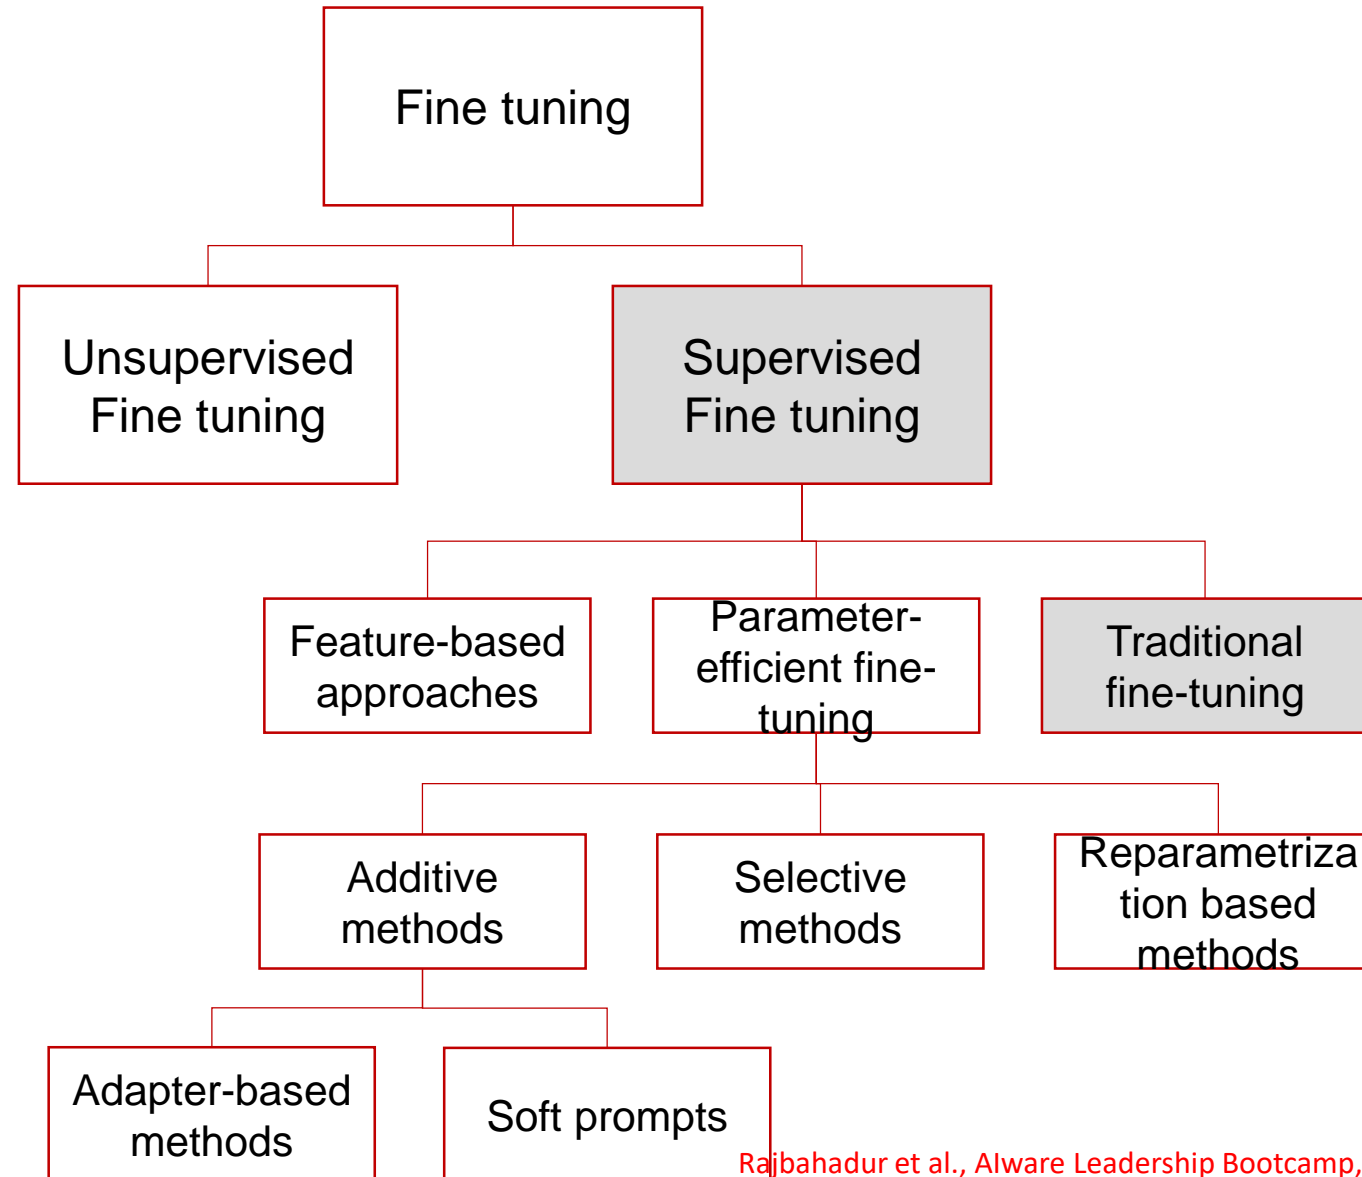 Fine tuning
Unsupervised
Fine tuning
Supervised
Fine tuning
Feature-based
approaches
Parameter-
efficient fine-
tuning
Traditional
fine-tuning
Additive
methods
Selective
methods
Reparametriza
tion based
methods
Adapter-based
methods
Soft prompts
Rajbahadur et al., AIware Leadership Bootcamp,